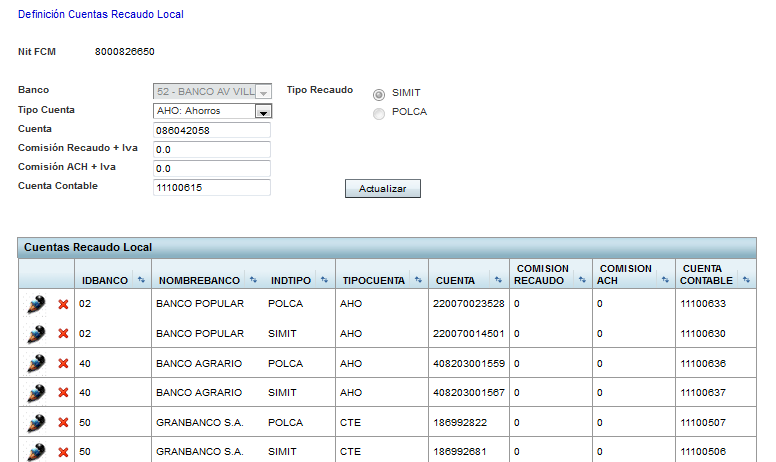 Definición Cuentas Recaudo Local
Nit FCM 8000826650
Banco 52 - BANCO AV VILL Tipo Recaudo SIMIT
Tipo Cuenta AHO: Ahorros POLCA
Cuenta 086042058
Comisión Recaudo + Iva 0.0
Comisión ACH + Iva 0.0
Cuenta Contable 11100615 Actualizar
Cuentas Recaudo Local
IDBANCO NOMBREBANCO INDTIPO TIPOCUENTA CUENTA COMISION RECAUDO COMISION ACH CUENTA CONTABLE
02 BANCO POPULAR POLCA AHO 220070023528 0 0 11100633
02 BANCO POPULAR SIMIT AHO 220070014501 0 0 11100630
40 BANCO AGRARIO POLCA AHO 408203001559 0 0 11100636
40 BANCO AGRARIO SIMIT AHO 408203001567 0 0 11100637
50 GRANBANCO S.A. POLCA CTE 186992822 0 0 11100507
50 GRANBANCO S.A. SIMIT CTE 186992681 0 0 11100506